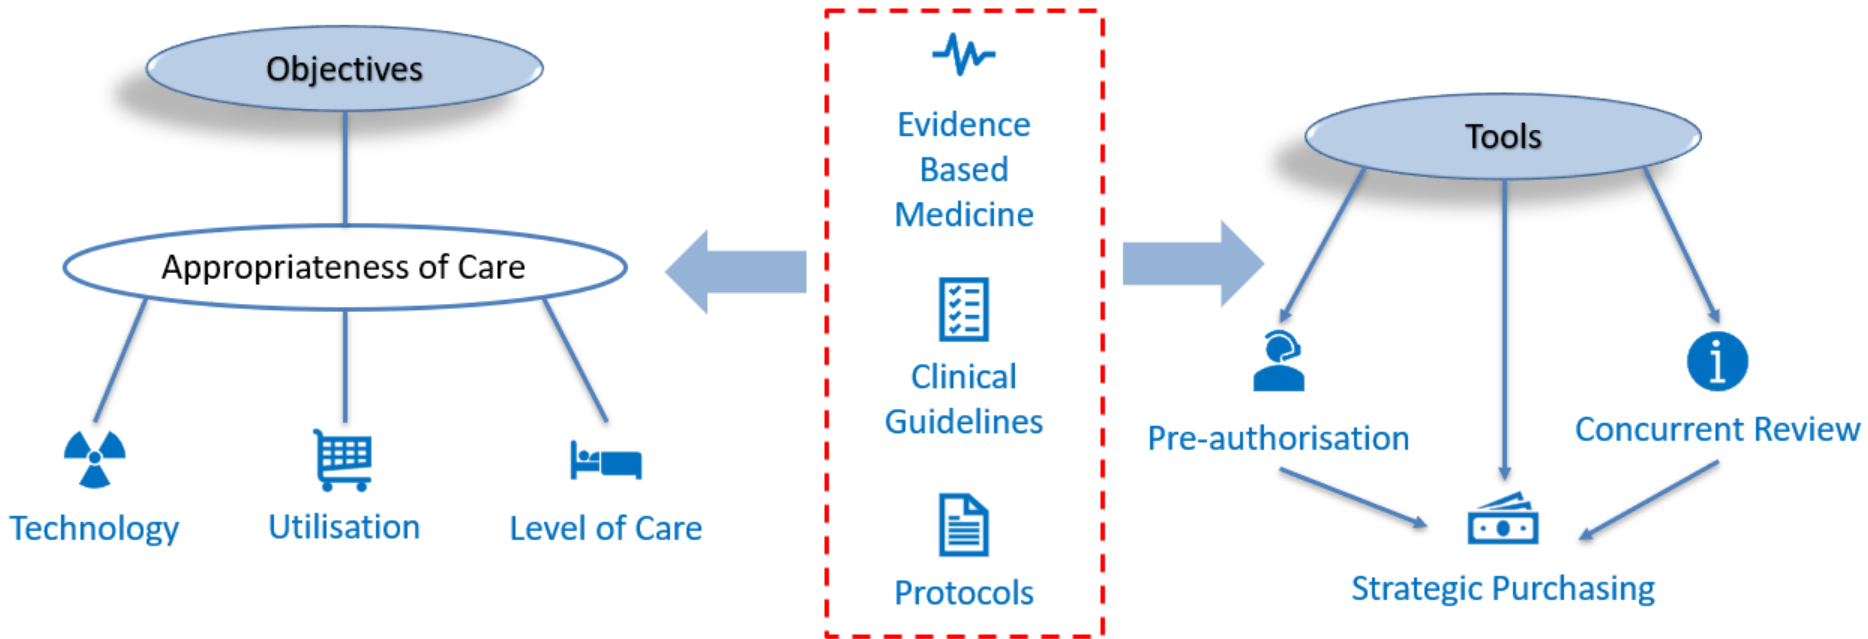 Objectives
Appropriateness of Care
Technology
Utilisation
Level of Care
Evidence
Based
Medicine
Clinical
Guidelines
Protocols
Tools
Pre-authorisation
Concurrent Review
Strategic Purchasing